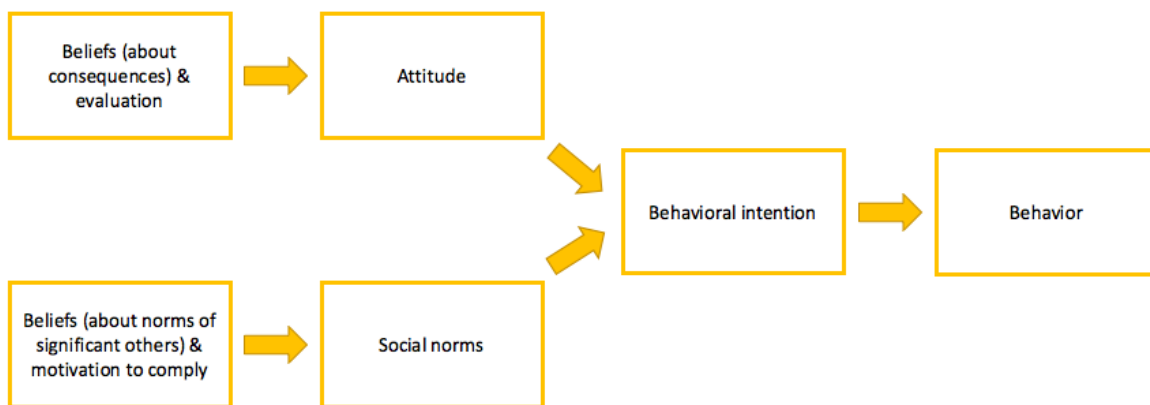 Beliefs (about
consequences) &
evaluation
Attitude
Behavioral intention
Behavior
Beliefs (about norms of
significant others) &
motivation to comply
Social norms